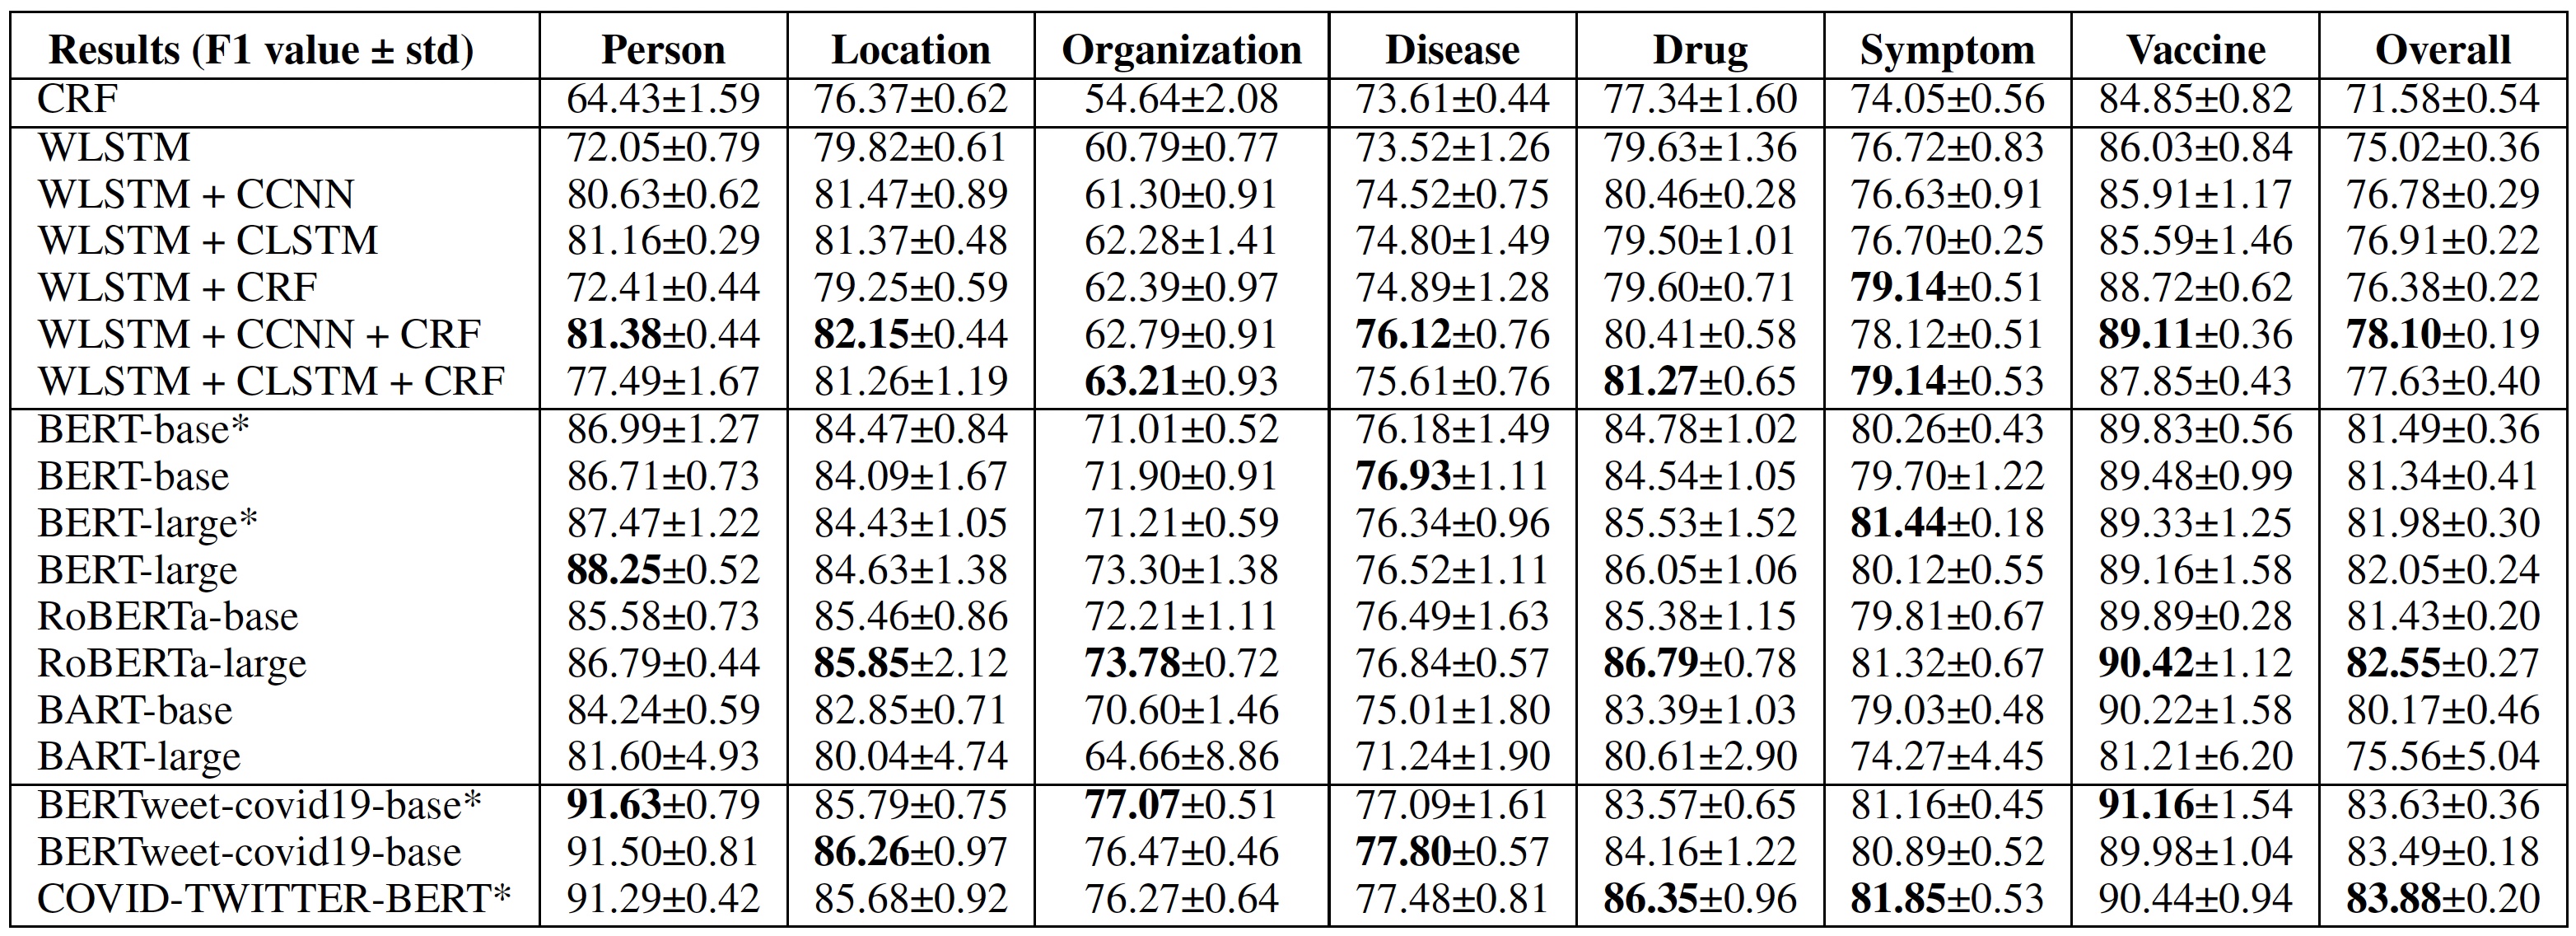 Results (F1 value ± std) Person Location Organization Disease Drug Symptom Vaccine Overall
CRF 64.43±1.59 76.37±0.62 54.64±2.08 73.61±0.44 77.34±1.60 74.05±0.56 84.85±0.82 71.58±0.54
WLSTM 72.05±0.79 79.82±0.61 60.79±0.77 73.52±1.26 79.63±1.36 76.72±0.83 86.03±0.84 75.02±0.36
WLSTM + CCNN 80.63±0.62 81.47±0.89 61.30±0.91 74.52±0.75 80.46±0.28 76.63±0.91 85.91±1.17 76.78±0.29
WLSTM + CLSTM 81.16±0.29 81.37±0.48 62.28±1.41 74.80±1.49 79.50±1.01 76.70±0.25 85.59±1.46 76.91±0.22
WLSTM + CRF 72.41±0.44 79.25±0.59 62.39±0.97 74.89±1.28 79.60±0.71 79.14±0.51 88.72±0.62 76.38±0.22
WLSTM + CCNN + CRF 81.38±0.44 82.15±0.44 62.79±0.91 76.12±0.76 80.41±0.58 78.12±0.51 89.11±0.36 78.10±0.19
WLSTM + CLSTM + CRF 77.49±1.67 81.26±1.19 63.21±0.93 75.61±0.76 81.27±0.65 79.14±0.53 87.85±0.43 77.63±0.40
BERT-base* 86.99±1.27 84.47±0.84 71.01±0.52 76.18±1.49 84.78±1.02 80.26±0.43 89.83±0.56 81.49±0.36
BERT-base 86.71±0.73 84.09±1.67 71.90±0.91 76.93±1.11 84.54±1.05 79.70±1.22 89.48±0.99 81.34±0.41
BERT-large* 87.47±1.22 84.43±1.05 71.21±0.59 76.34±0.96 85.53±1.52 81.44±0.18 89.33±1.25 81.98±0.30
BERT-large 88.25±0.52 84.63±1.38 73.30±1.38 76.52±1.11 86.05±1.06 80.12±0.55 89.16±1.58 82.05±0.24
RoBERTa-base 85.58±0.73 85.46±0.86 72.21±1.11 76.49±1.63 85.38±1.15 79.81±0.67 89.89±0.28 81.43±0.20
RoBERTa-large 86.79±0.44 85.85±2.12 73.78±0.72 76.84±0.57 86.79±0.78 81.32±0.67 90.42±1.12 82.55±0.27
BART-base 84.24±0.59 82.85±0.71 70.60±1.46 75.01±1.80 83.39±1.03 79.03±0.48 90.22±1.58 80.17±0.46
BART-large 81.60±4.93 80.04±4.74 64.66±8.86 71.24±1.90 80.61±2.90 74.27±4.45 81.21±6.20 75.56±5.04
BERTweet-covid19-base* 91.63±0.79 85.79±0.75 77.07±0.51 77.09±1.61 83.57±0.65 81.16±0.45 91.16±1.54 83.63±0.36
BERTweet-covid19-base 91.50±0.81 86.26±0.97 76.47±0.46 77.80±0.57 84.16±1.22 80.89±0.52 89.98±1.04 83.49±0.18
COVID-TWITTER-BERT* 91.29±0.42 85.68±0.92 76.27±0.64 77.48±0.81 86.35±0.96 81.85±0.53 90.44±0.94 83.88±0.20